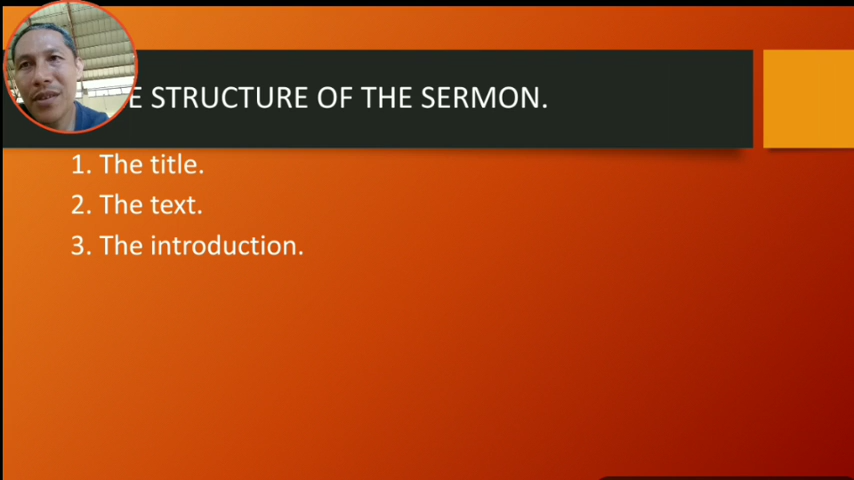 E STRUCTURE OF THE SERMON.
1. The title.
2. The text.
3. The introduction.